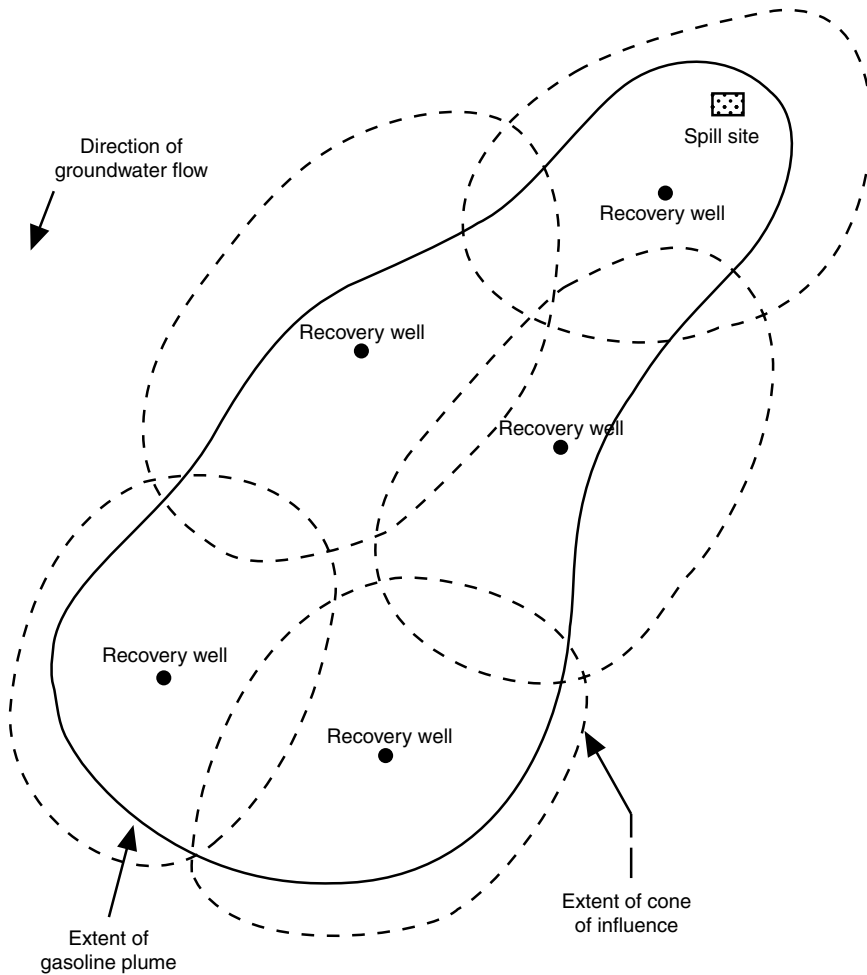 Direction of
groundwater flow
Spill site
Recovery well
Recovery well
Recovery well
Recovery well
Recovery well
Extent of cone
of influence
Extent of
gasoline plume